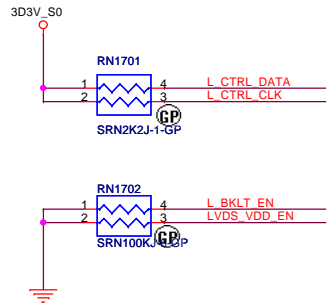 3D3V_S0
RN1701
1 4 L_CTRL_DATA
2 3 L_CTRL_CLK
GP
SRN2K2J-1-GP
RN1702
1 4 L_BKLT_EN
2 3 LVDS_VDD_EN
GP